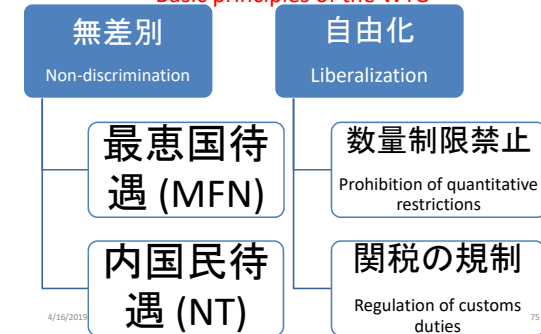 Basic principles of the WTO
無差別
Non-discrimination
最恵国待
遇 (MFN)
内国民待
遇 (NT)
自由化
Liberalization
数量制限禁止
Prohibition of quantitative
restrictions
関税の規制
Regulation of customs
duties
4/16/2019
75